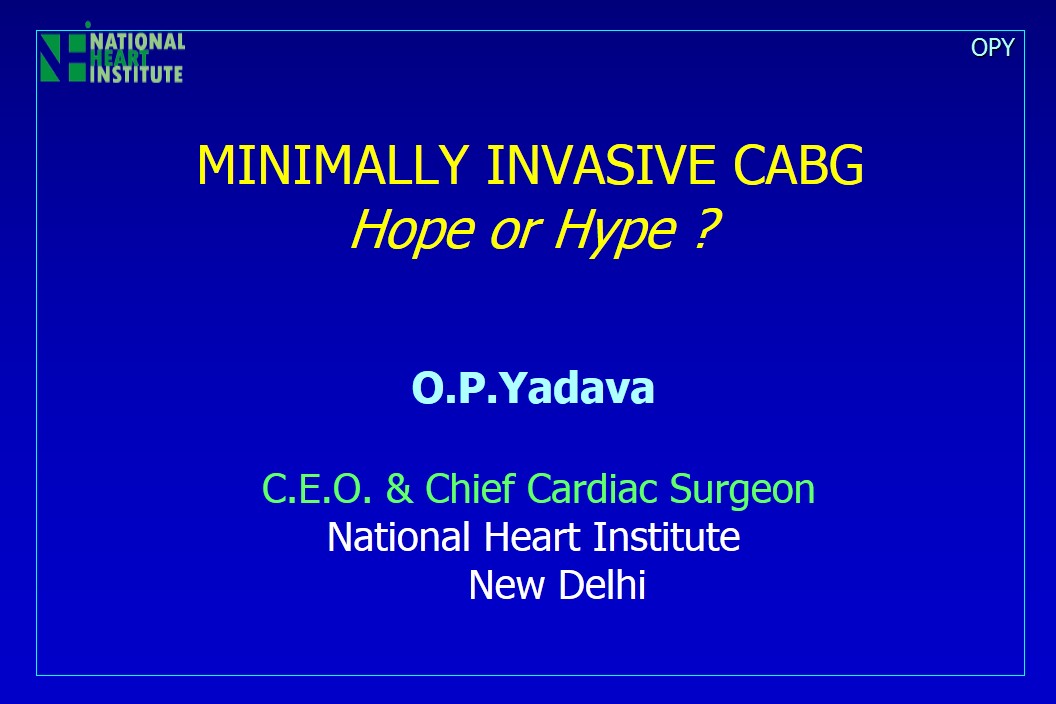 NATIONAL
HEART
INSTITUTE
OPY
MINIMALLY INVASIVE CABG
Hope or Hype ?
O.P.Yadava
C.E.O. & Chief Cardiac Surgeon
National Heart Institute
New Delhi